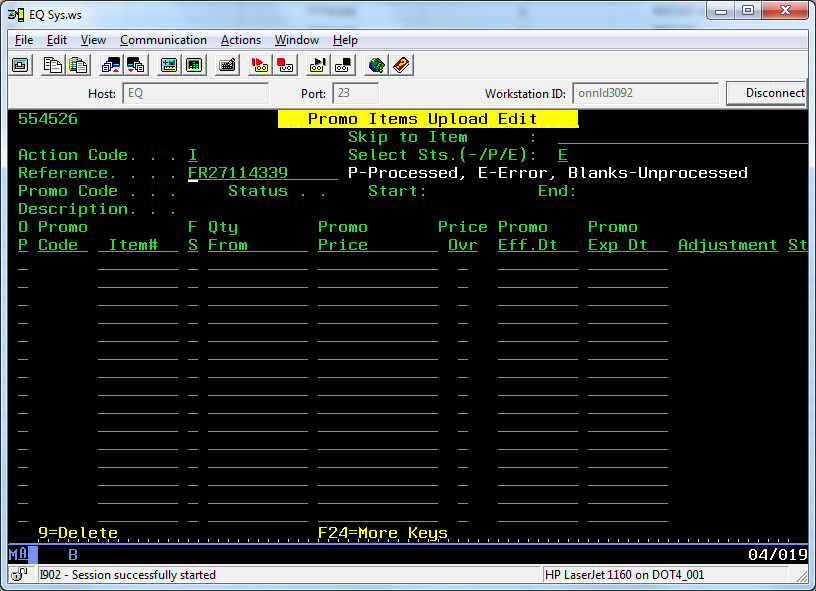 EQ Sys.ws
File Edit View Communication Actions Window Help
Host: EQ Port: 23 Workstation ID: onnld3092 Disconnect
554526 Promo Items Upload Edit
Skip to Item :
Action Code. . . I Select Sts.(-/P/E): E
Reference. . . . FR27114339 P-Processed, E-Error, Blanks-Unprocessed
Promo Code . . . Status . . Start: End:
Description. . .
O Promo F Qty Promo Price Promo Promo
P Code Item# S From Price Ovr Eff.Dt Exp Dt Adjustment St
9=Delete F24=More Keys
MA B 04/019
I902 - Session successfully started HP LaserJet 1160 on DOT4_001